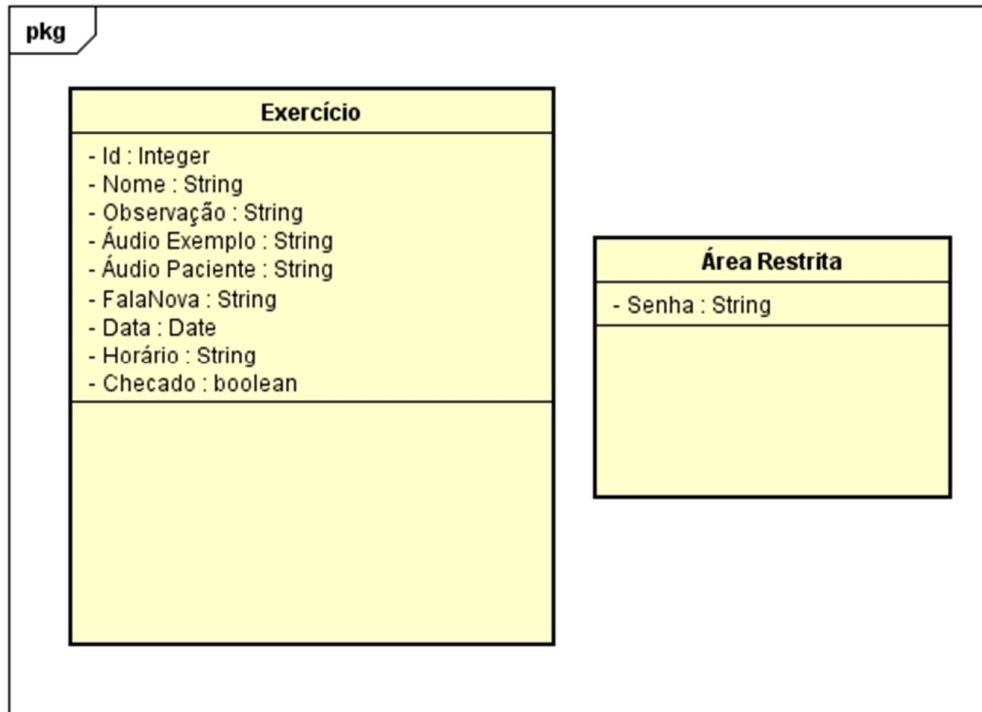 pkg
Exercício
- Id : Integer
- Nome : String
- Observação : String
- Áudio Exemplo : String
- Áudio Paciente : String
- FalaNova : String
- Data : Date
- Horário : String
- Checado : boolean
Área Restrita
- Senha : String